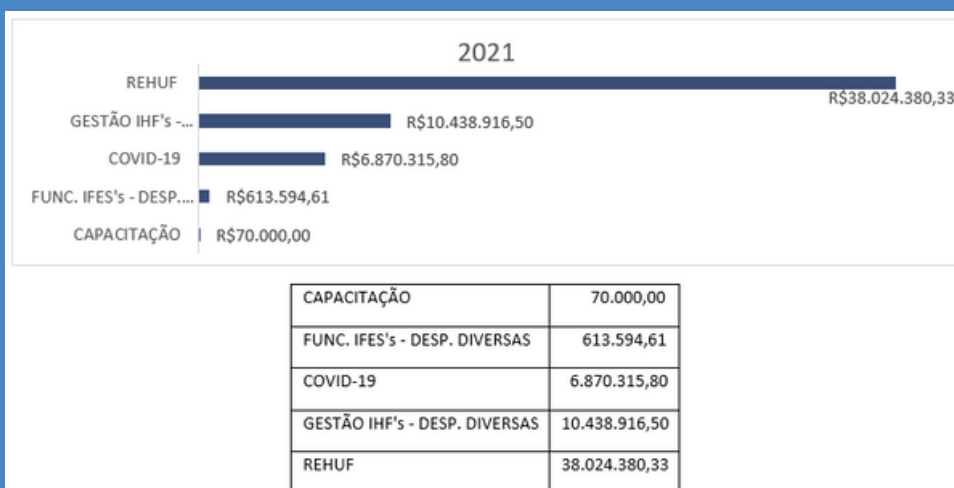 2021
REHUF
R$38.024.380,33
GESTÃO IHF's -...
R$10.438.916,50
COVID-19
R$6.870.315,80
FUNC. IFES's - DESP....
R$613.594,61
CAPACITAÇÃO
R$70.000,00
CAPACITAÇÃO 70.000,00
FUNC. IFES's - DESP. DIVERSAS 613.594,61
COVID-19 6.870.315,80
GESTÃO IHF's - DESP. DIVERSAS 10.438.916,50
REHUF 38.024.380,33